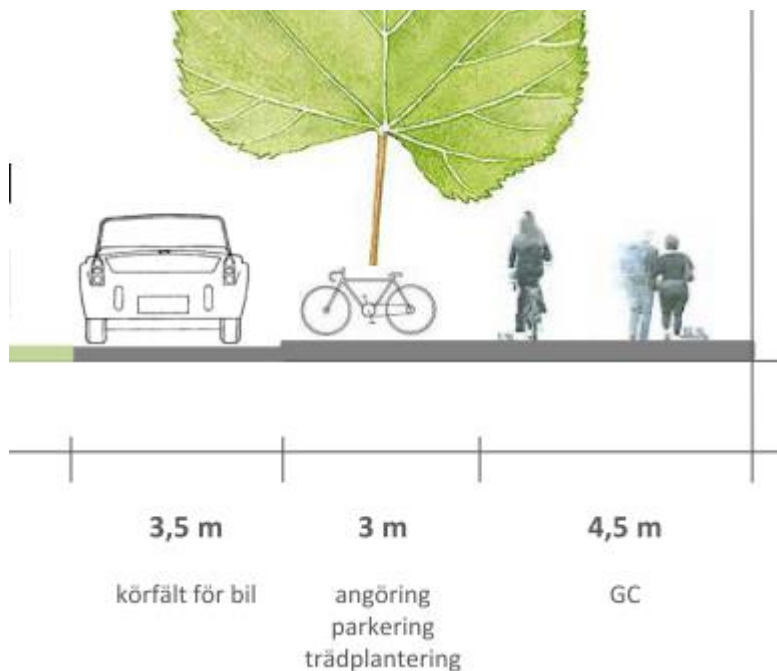 3,5 m
3 m
4,5 m
körfält för bil
angöring
parkering
trädplantering
GC